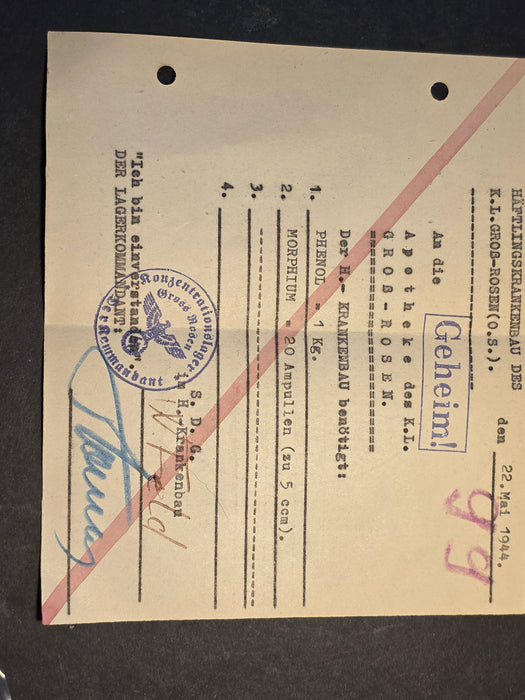 HÄFTLINGSKRANKENBAU DES
K.L.GROß-ROSEN(O.S.).
den 22.Mai 1944.
Geheim!
gg
An die
Apotheke des K.L.
GROß-ROSEN.
Der H.- KRANKENBAU benötigt:
1. PHENOL = 1 Kg.
2. MORPHIUM = 20 Ampullen (zu 5 ccm).
3.
4.
S. D. G.
im H.-Krankenbau
"Ich bin einverstanden".
DER LAGERKOMMANDANT:
Konzentrationslager
Gross Rosen
Der Kommandant